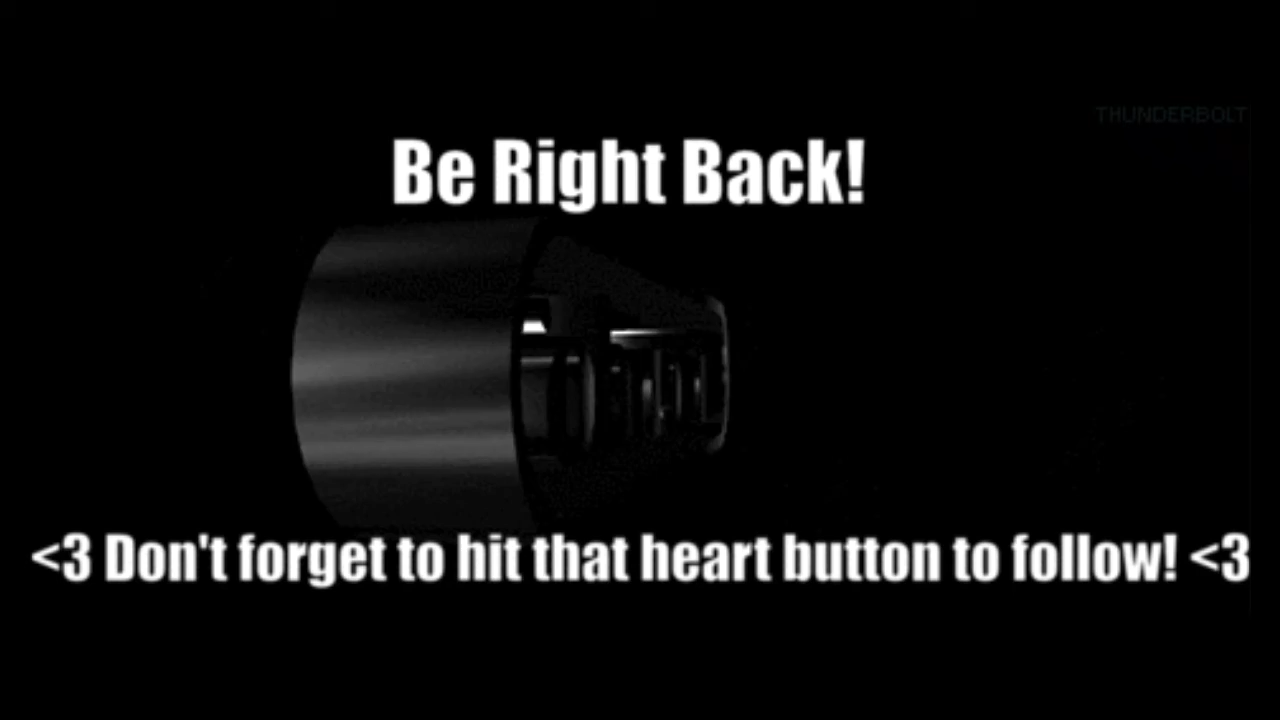 THUNDERBOLT
Be Right Back!
<3 Don't forget to hit that heart button to follow! <3